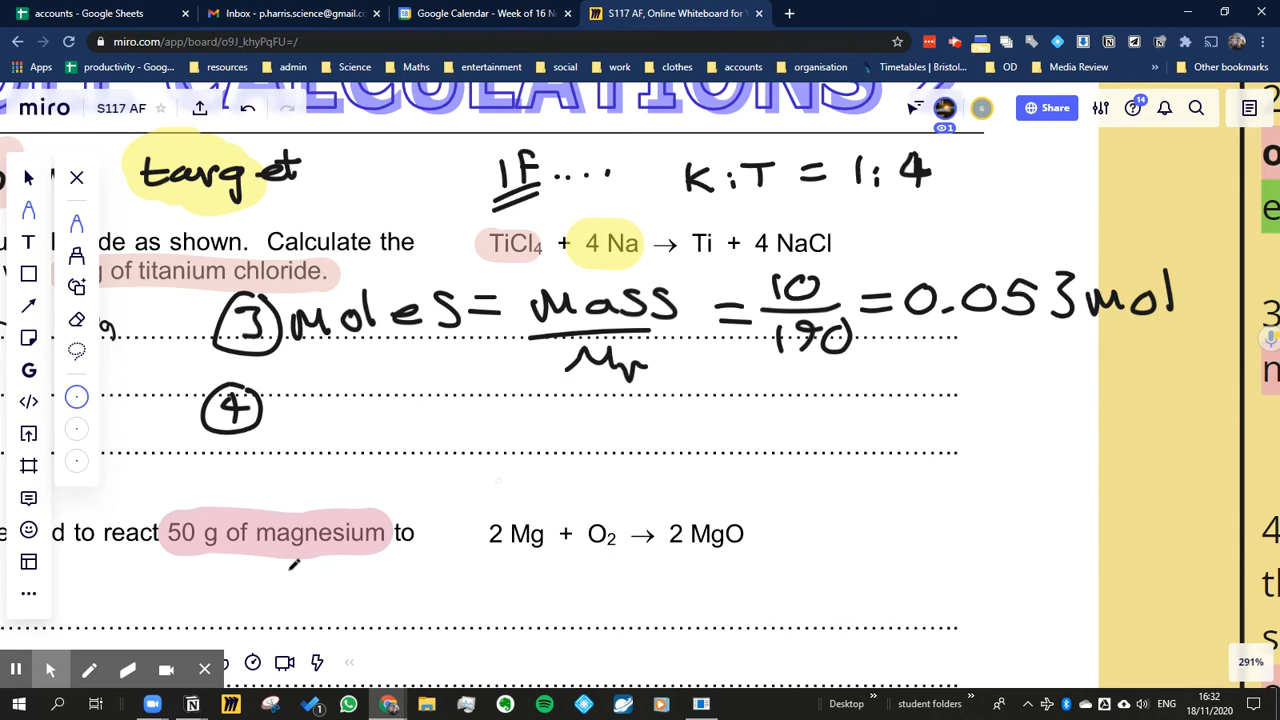 accounts - Google Sheets
Inbox - p.harris.science@gmail.cc
Google Calendar - Week of 16 N
S117 AF, Online Whiteboard for V
miro.com/app/board/o9J_khyPqFU=/
Apps productivity - Goog... resources admin Science Maths entertainment social work clothes accounts organisation Timetables (Bristol... OD Media Review Other bookmarks
CALCULATIONS 2
miro S117 AF Share 14
target IF.... K:T = 1:4
de as shown. Calculate the TiCl4 + 4 Na → Ti + 4 NaCl
g of titanium chloride.
3 moles = mass / Mr = 10 / 190 = 0.053 mol
4
d to react 50 g of magnesium to 2 Mg + O2 → 2 MgO
291%
Desktop student folders ENG 16:32
18/11/2020